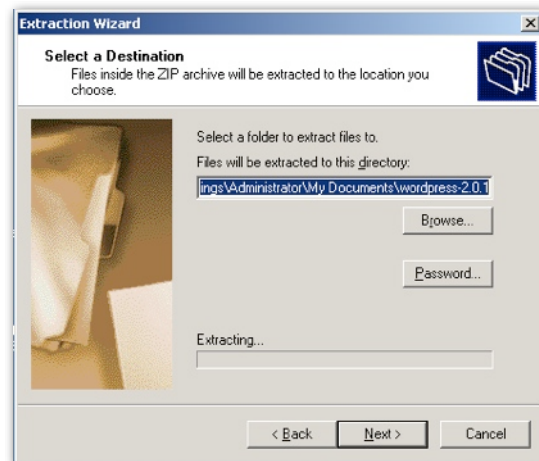 Extraction Wizard
Select a Destination
Files inside the ZIP archive will be extracted to the location you
choose.
Select a folder to extract files to.
Files will be extracted to this directory:
ings\Administrator\My Documents\wordpress-2.0.1
Browse...
Password...
Extracting...
< Back
Next >
Cancel